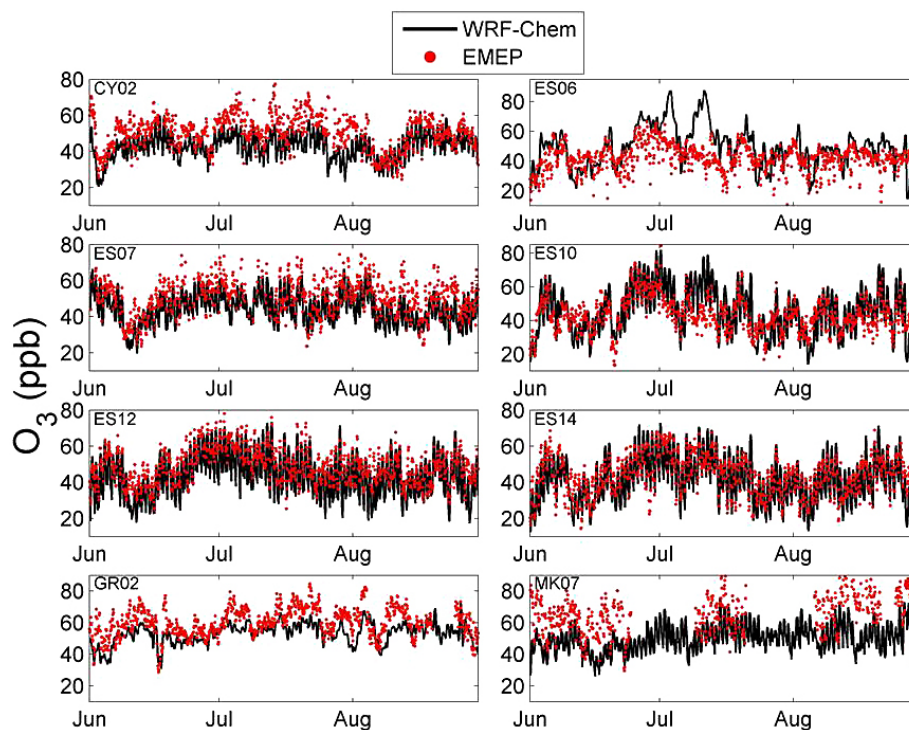 WRF-Chem
EMEP
O3 (ppb)
CY02
80
60
40
20
Jun Jul Aug
ES06
80
60
40
20
Jun Jul Aug
ES07
80
60
40
20
Jun Jul Aug
ES10
80
60
40
20
Jun Jul Aug
ES12
80
60
40
20
Jun Jul Aug
ES14
80
60
40
20
Jun Jul Aug
GR02
80
60
40
20
Jun Jul Aug
MK07
80
60
40
20
Jun Jul Aug